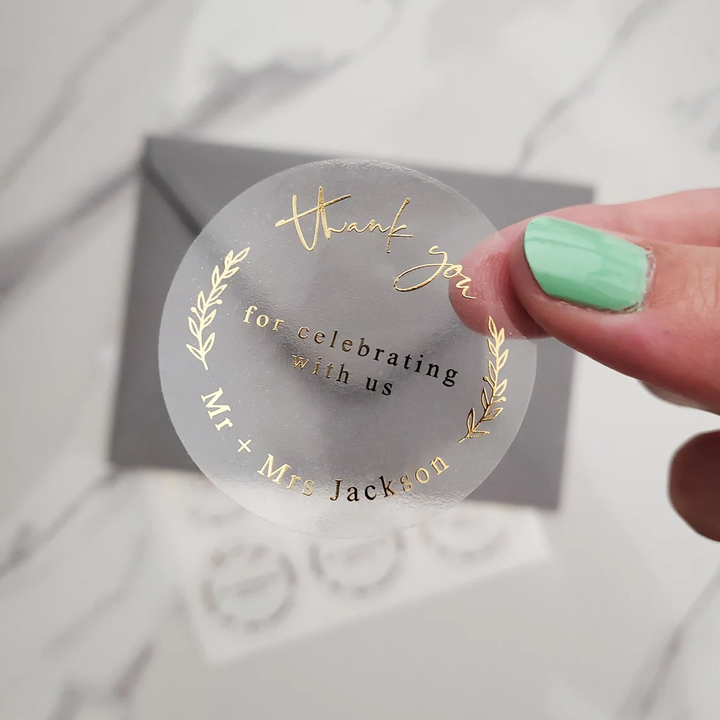 thank you
for celebrating
with us
Mr + Mrs Jackson